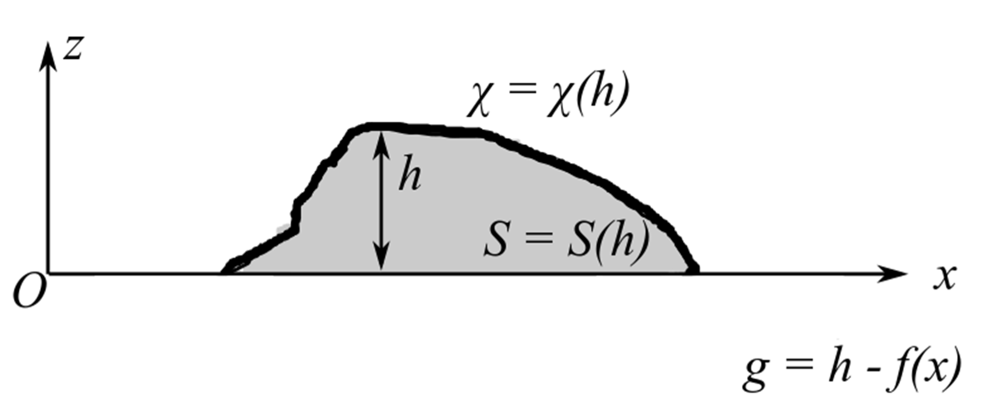 z
χ = χ(h)
h
S = S(h)
O
x
g = h - f(x)